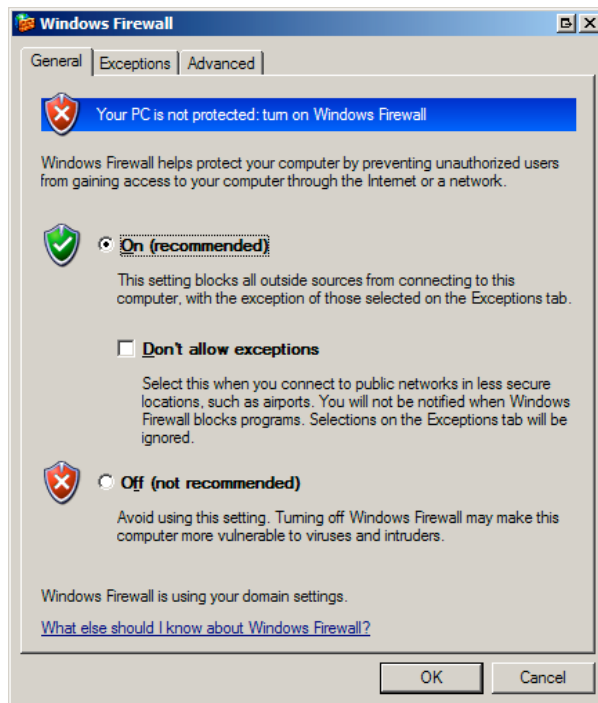 Windows Firewall
General Exceptions Advanced
Your PC is not protected: turn on Windows Firewall
Windows Firewall helps protect your computer by preventing unauthorized users
from gaining access to your computer through the Internet or a network.
On (recommended)
This setting blocks all outside sources from connecting to this
computer, with the exception of those selected on the Exceptions tab.
Don't allow exceptions
Select this when you connect to public networks in less secure
locations, such as airports. You will not be notified when Windows
Firewall blocks programs. Selections on the Exceptions tab will be
ignored.
Off (not recommended)
Avoid using this setting. Turning off Windows Firewall may make this
computer more vulnerable to viruses and intruders.
Windows Firewall is using your domain settings.
What else should I know about Windows Firewall?
OK Cancel